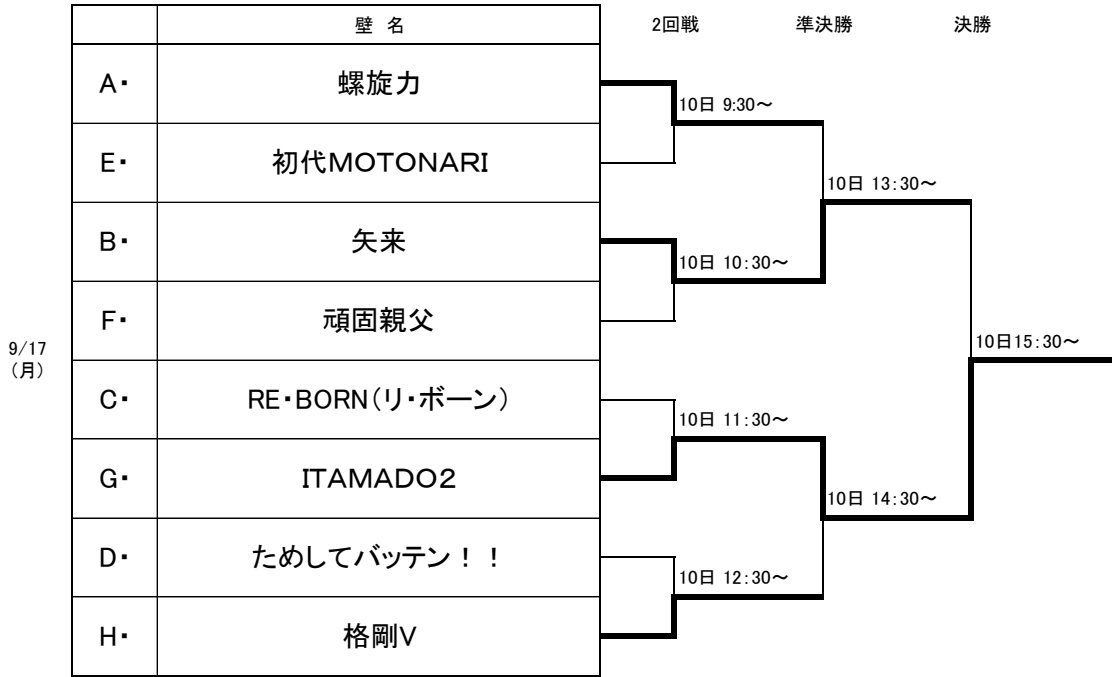 壁 名
2回戦 準決勝 決勝
A・ 螺旋力
10日 9:30～
E・ 初代MOTONARI
10日 13:30～
B・ 矢来
10日 10:30～
F・ 頑固親父
9/17
（月）
10日15:30～
C・ RE・BORN（リ・ボーン）
10日 11:30～
G・ ITAMADO2
10日 14:30～
D・ ためしてバッテン！！
10日 12:30～
H・ 格剛V